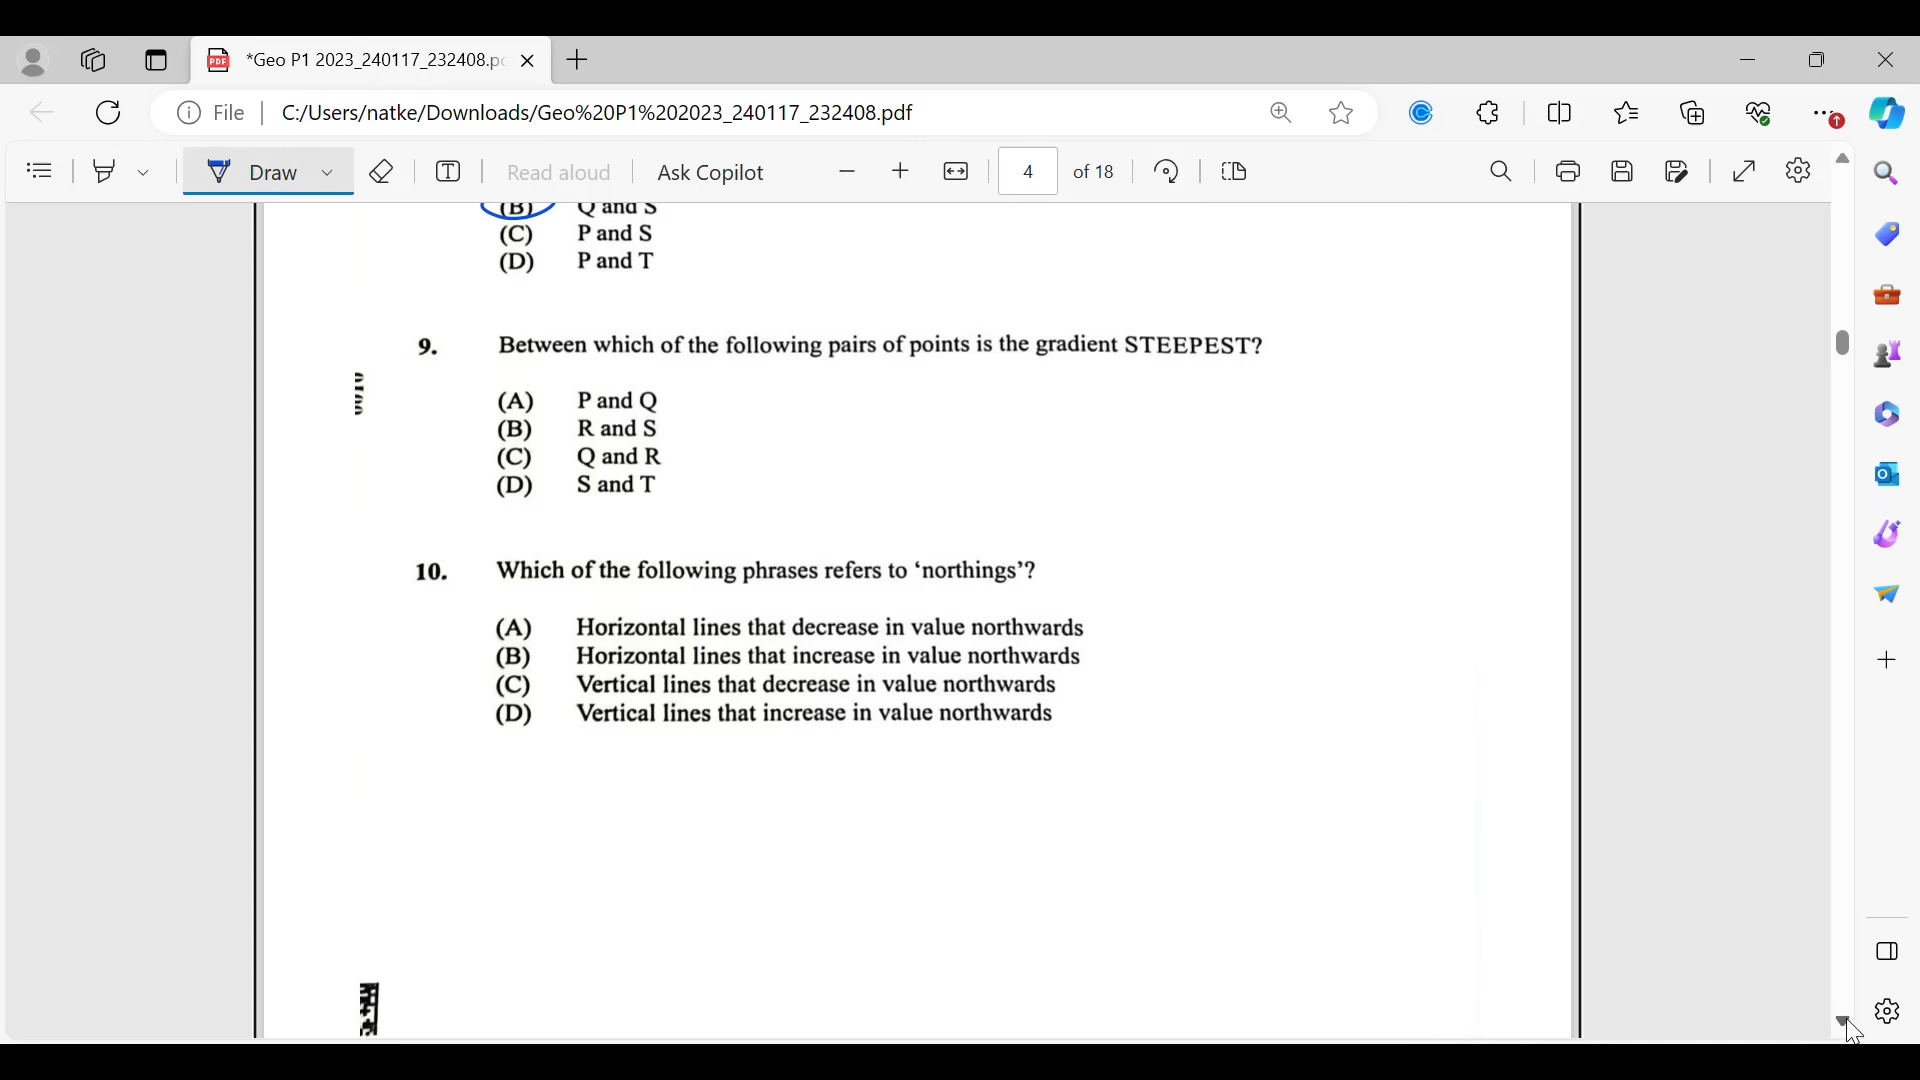 *Geo P1 2023_240117_232408.pd
File
C:/Users/natke/Downloads/Geo%20P1%202023_240117_232408.pdf
Draw
Read aloud
Ask Copilot
4 of 18
(B) Q and S
(C) P and S
(D) P and T
9. Between which of the following pairs of points is the gradient STEEPEST?
(A) P and Q
(B) R and S
(C) Q and R
(D) S and T
10. Which of the following phrases refers to ‘northings’?
(A) Horizontal lines that decrease in value northwards
(B) Horizontal lines that increase in value northwards
(C) Vertical lines that decrease in value northwards
(D) Vertical lines that increase in value northwards